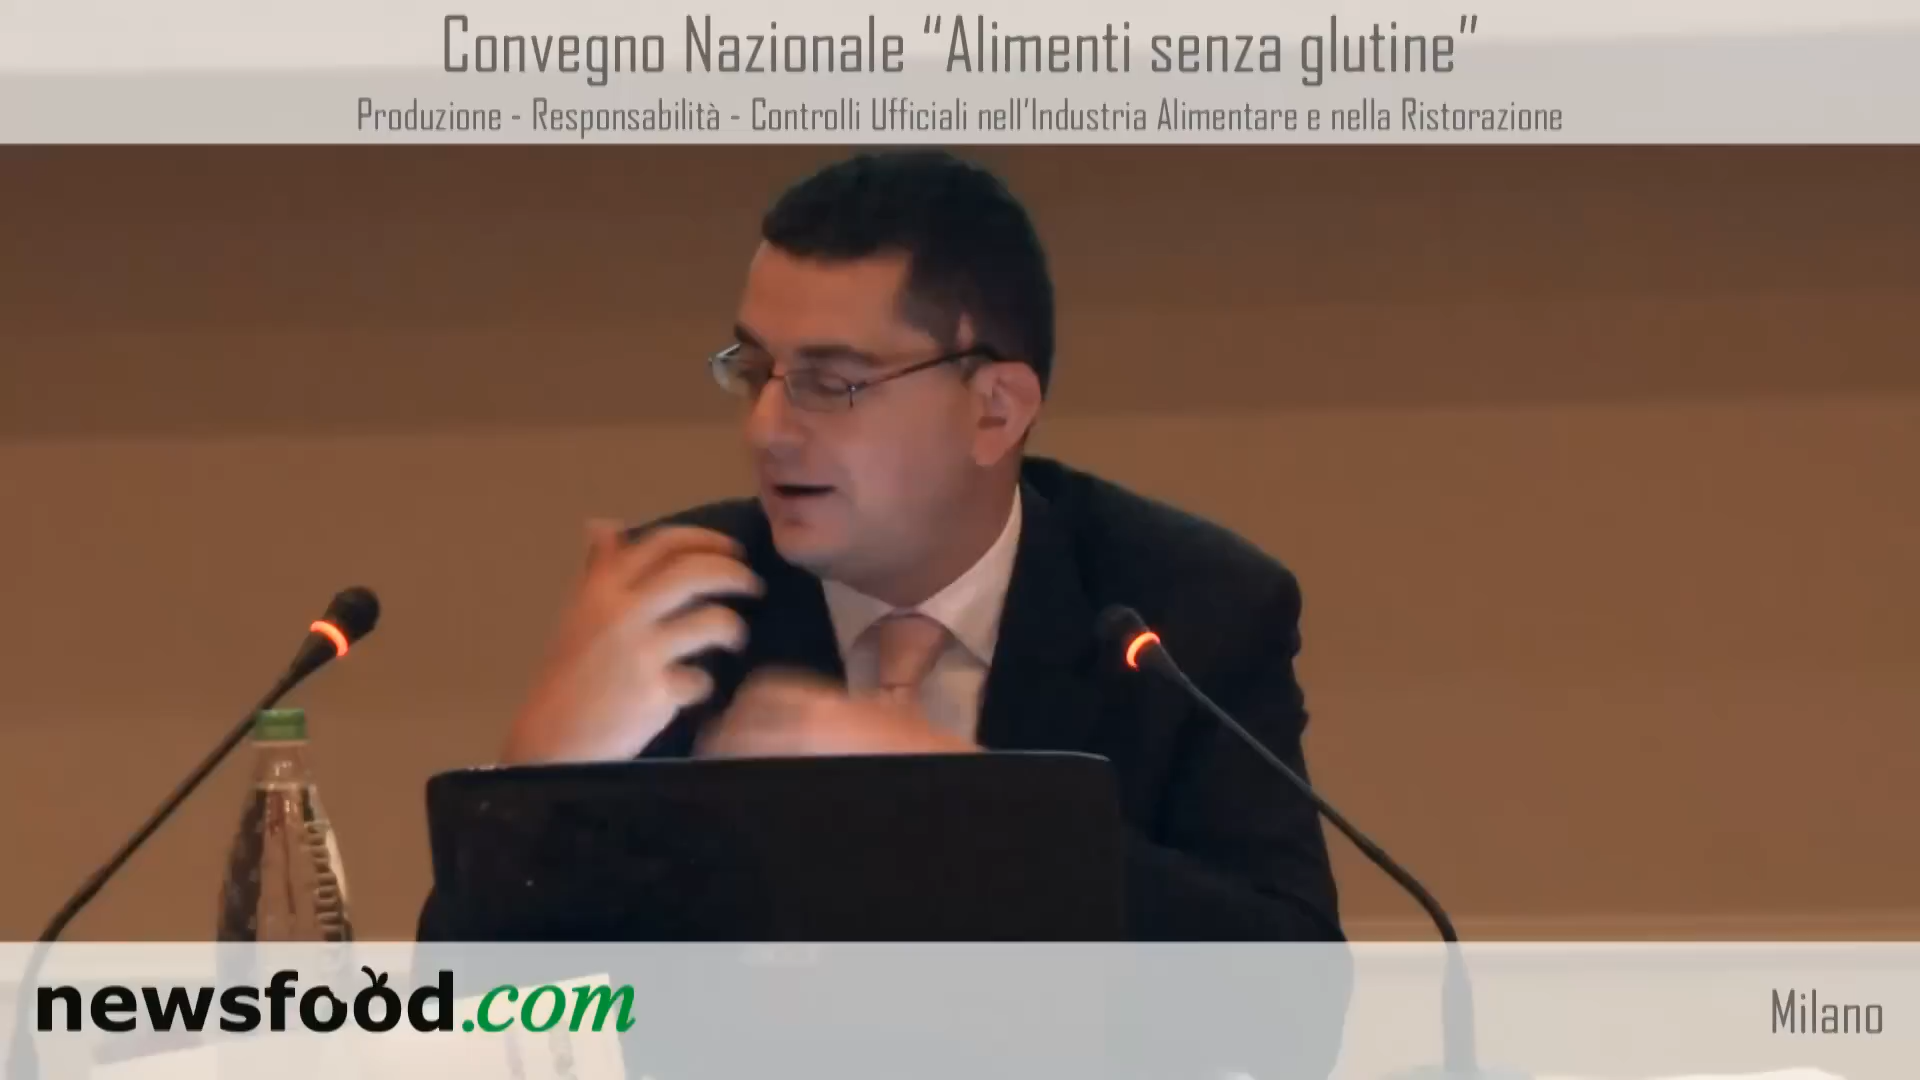 Convegno Nazionale “Alimenti senza glutine”
Produzione - Responsabilità - Controlli Ufficiali nell’Industria Alimentare e nella Ristorazione
newsfood.com
Milano